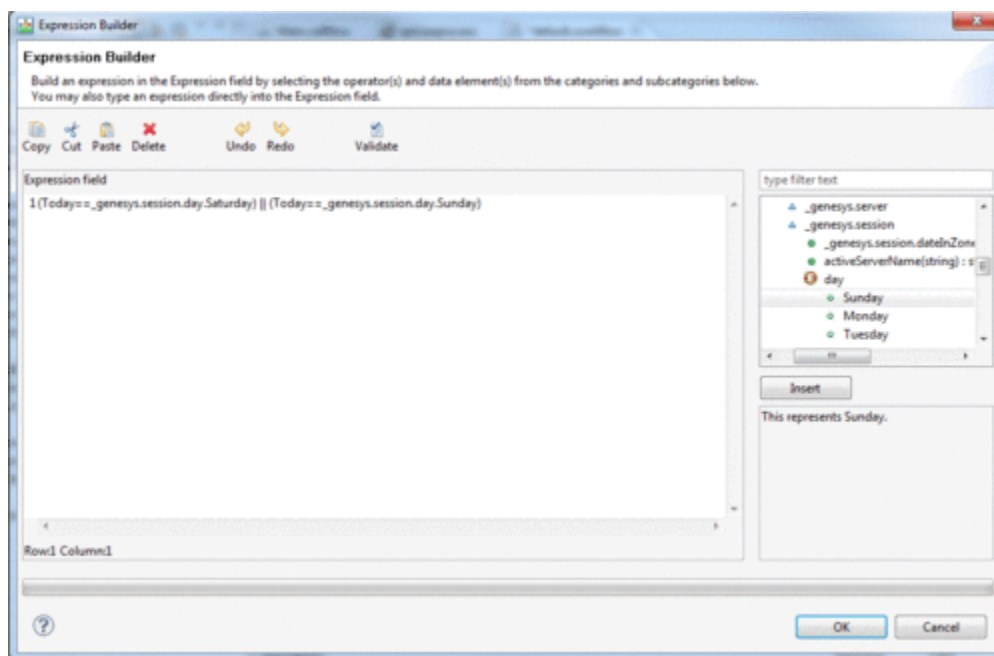 Expression Builder
Expression Builder
Build an expression in the Expression field by selecting the operator(s) and data element(s) from the categories and subcategories below.
You may also type an expression directly into the Expression field.
Copy Cut Paste Delete Undo Redo Validate
Expression field
type filter text
1 (Today==_genesys.session.day.Saturday) || (Today==_genesys.session.day.Sunday)
_genesys.server
_genesys.session
_genesys.session.dateInZone
activeServerName(string) : s
day
Sunday
Monday
Tuesday
Insert
This represents Sunday.
Row:1 Column:1
OK Cancel